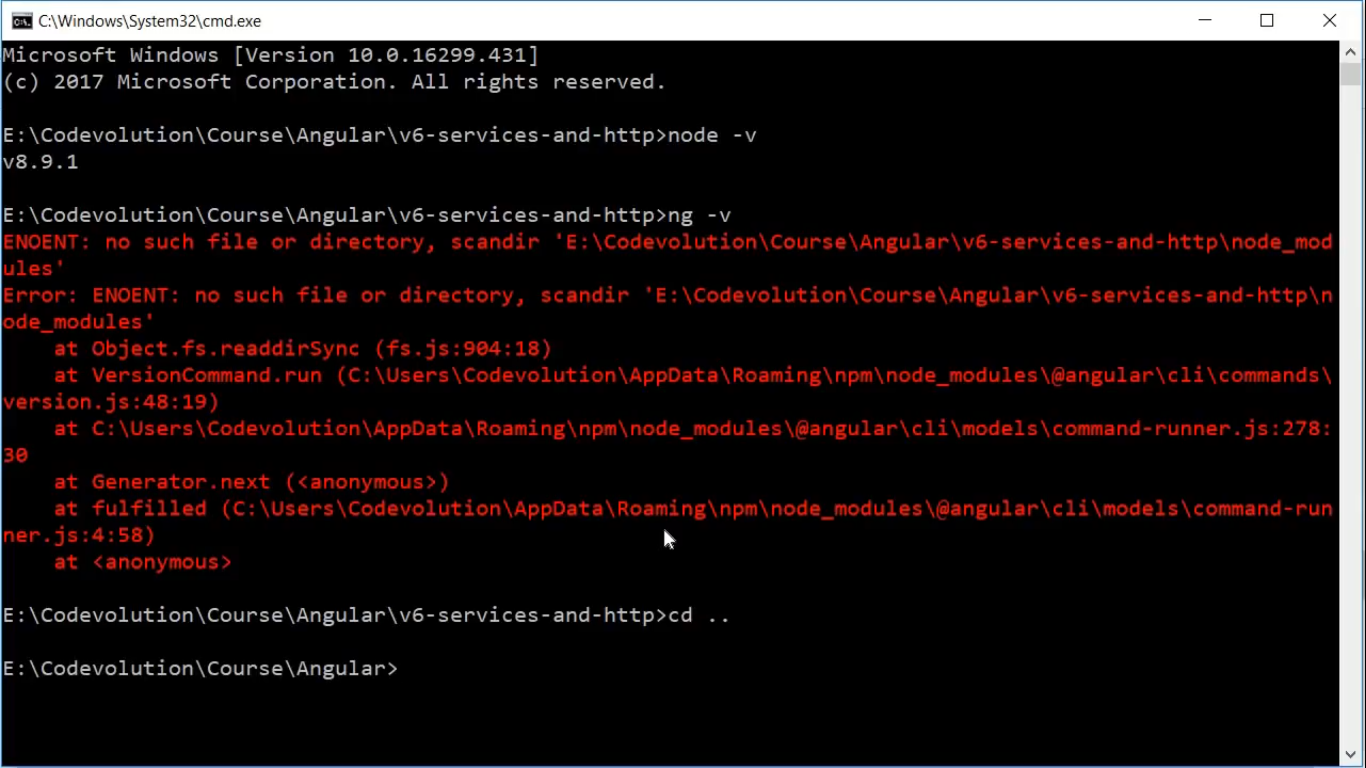 C:\Windows\System32\cmd.exe
Microsoft Windows [Version 10.0.16299.431]
(c) 2017 Microsoft Corporation. All rights reserved.
E:\Codevolution\Course\Angular\v6-services-and-http>node -v
v8.9.1
E:\Codevolution\Course\Angular\v6-services-and-http>ng -v
ENOENT: no such file or directory, scandir 'E:\Codevolution\Course\Angular\v6-services-and-http\node_mod
ules'
Error: ENOENT: no such file or directory, scandir 'E:\Codevolution\Course\Angular\v6-services-and-http\n
ode_modules'
    at Object.fs.readdirSync (fs.js:904:18)
    at VersionCommand.run (C:\Users\Codevolution\AppData\Roaming\npm\node_modules\@angular\cli\commands\
version.js:48:19)
    at C:\Users\Codevolution\AppData\Roaming\npm\node_modules\@angular\cli\models\command-runner.js:278:
30
    at Generator.next (<anonymous>)
    at fulfilled (C:\Users\Codevolution\AppData\Roaming\npm\node_modules\@angular\cli\models\command-run
ner.js:4:58)
    at <anonymous>
E:\Codevolution\Course\Angular\v6-services-and-http>cd ..
E:\Codevolution\Course\Angular>